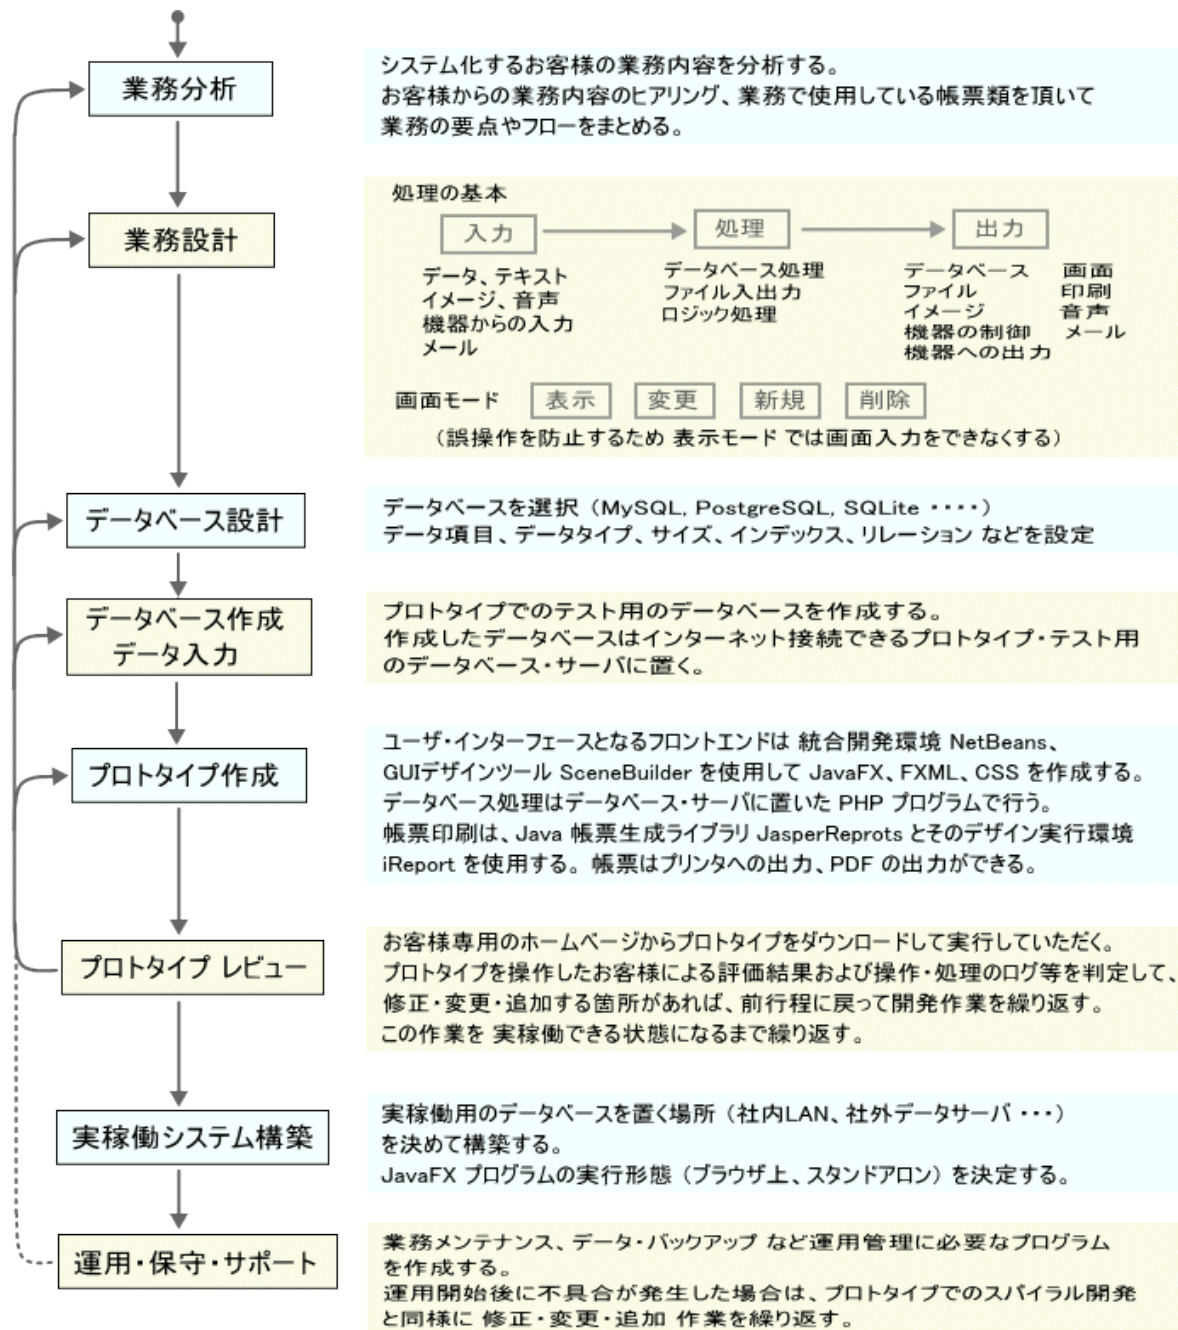 業務分析
システム化するお客様の業務内容を分析する。
お客様からの業務内容のヒアリング、業務で使用している帳票類を頂いて
業務の要点やフローをまとめる。
業務設計
処理の基本
入力
処理
出力
データ、テキスト
イメージ、音声
機器からの入力
メール
データベース処理
ファイル入出力
ロジック処理
データベース 画面
ファイル 印刷
イメージ 音声
機器の制御 メール
機器への出力
画面モード 表示 変更 新規 削除
（誤操作を防止するため 表示モード では画面入力をできなくする）
データベース設計
データベースを選択（MySQL, PostgreSQL, SQLite ････）
データ項目、データタイプ、サイズ、インデックス、リレーション などを設定
データベース作成
データ入力
プロトタイプでのテスト用のデータベースを作成する。
作成したデータベースはインターネット接続できるプロトタイプ・テスト用
のデータベース・サーバに置く。
プロトタイプ作成
ユーザ・インターフェースとなるフロントエンドは 統合開発環境 NetBeans、
GUIデザインツール SceneBuilder を使用して JavaFX、FXML、CSS を作成する。
データベース処理はデータベース・サーバに置いた PHP プログラムで行う。
帳票印刷は、Java 帳票生成ライブラリ JasperReprots とそのデザイン実行環境
iReport を使用する。帳票はプリンタへの出力、PDF の出力ができる。
プロトタイプ レビュー
お客様専用のホームページからプロトタイプをダウンロードして実行していただく。
プロトタイプを操作したお客様による評価結果および操作・処理のログ等を判定して、
修正・変更・追加する箇所があれば、前行程に戻って開発作業を繰り返す。
この作業を 実稼働できる状態になるまで繰り返す。
実稼働システム構築
実稼働用のデータベースを置く場所（社内LAN、社外データサーバ ･･･）
を決めて構築する。
JavaFX プログラムの実行形態（ブラウザ上、スタンドアロン）を決定する。
運用・保守・サポート
業務メンテナンス、データ・バックアップ など運用管理に必要なプログラム
を作成する。
運用開始後に不具合が発生した場合は、プロトタイプでのスパイラル開発
と同様に 修正・変更・追加 作業を繰り返す。